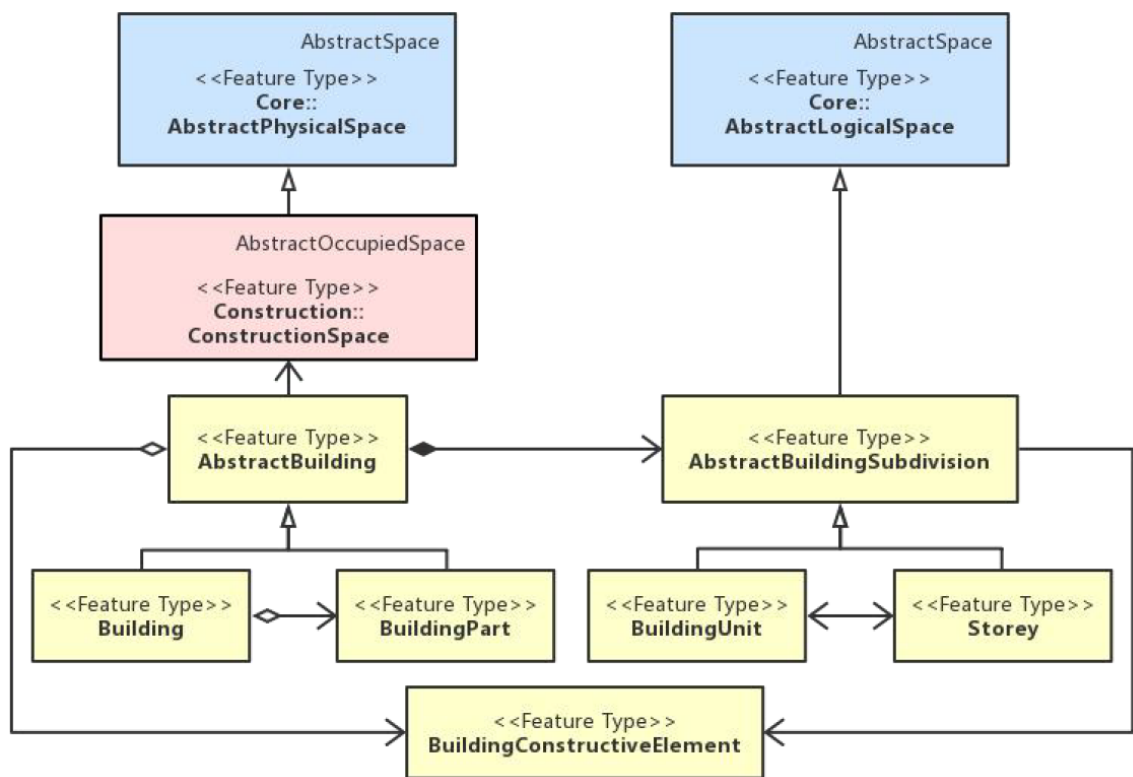 AbstractSpace
<<Feature Type>>
Core::
AbstractPhysicalSpace
AbstractSpace
<<Feature Type>>
Core::
AbstractLogicalSpace
AbstractOccupiedSpace
<<Feature Type>>
Construction::
ConstructionSpace
<<Feature Type>>
AbstractBuilding
<<Feature Type>>
AbstractBuildingSubdivision
<<Feature Type>>
Building
<<Feature Type>>
BuildingPart
<<Feature Type>>
BuildingUnit
<<Feature Type>>
Storey
<<Feature Type>>
BuildingConstructiveElement